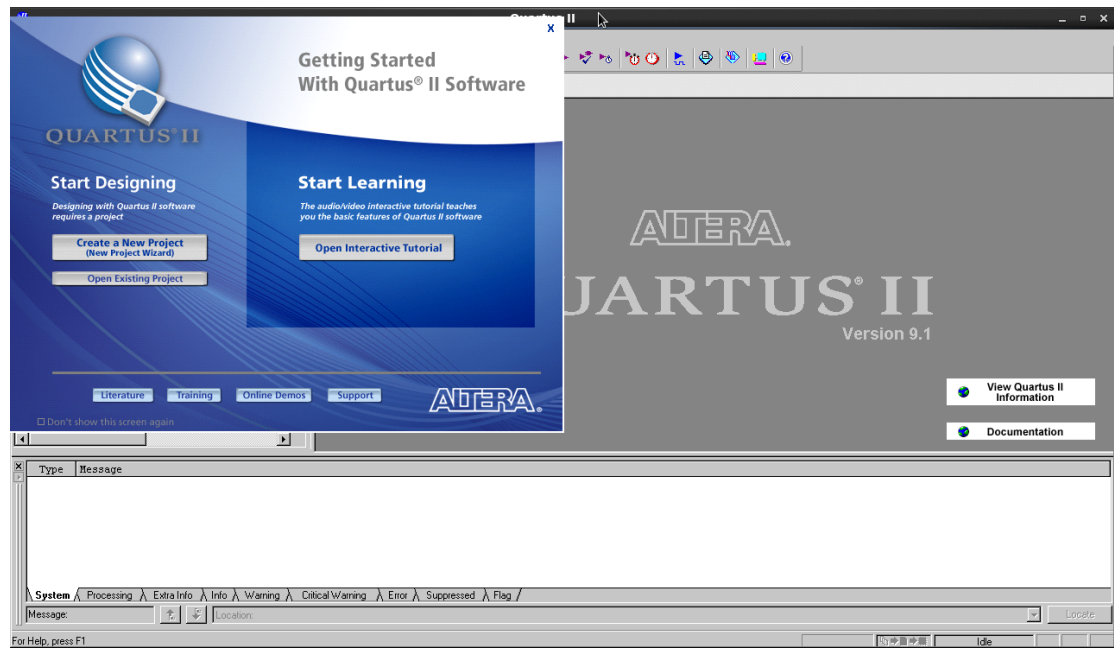 II
x
Getting Started
With Quartus® II Software
QUARTUS® II
Start Designing
Designing with Quartus II software
requires a project
Create a New Project
(New Project Wizard)
Open Existing Project
Start Learning
The audio/video interactive tutorial teaches
you the basic features of Quartus II software
Open Interactive Tutorial
Literature
Training
Online Demos
Support
ALTERA.
Don't show this screen again
ALTERA.
UARTUS® II
Version 9.1
View Quartus II
Information
Documentation
Type Message
System Processing Extra Info Info Warning Critical Warning Error Suppressed Flag
Message:
Location:
Locate
For Help, press F1
Idle